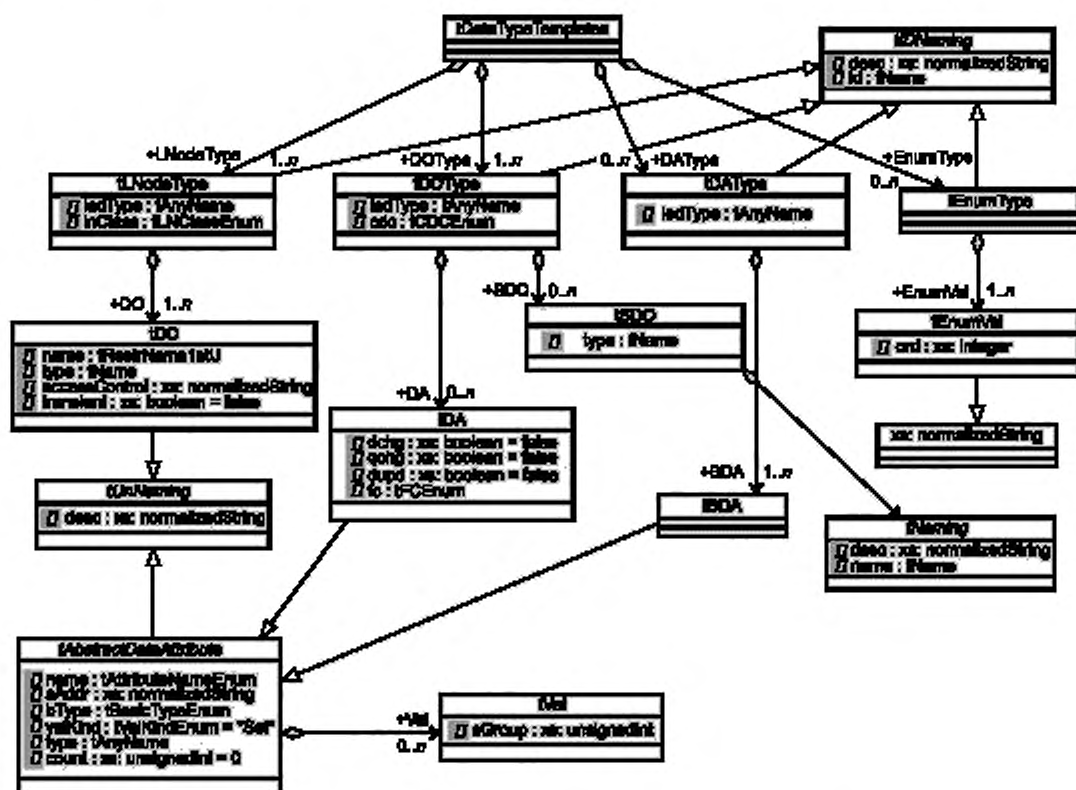 tDataTypeTemplates
tIDNaming
desc : xs: normalizedString
id : tName
+LNodeType
1..n
+DOType
1..n
0..n
+DAType
+EnumType
0..n
tLNodeType
iedType : tAnyName
lnClass : tLNClassEnum
tDOType
iedType : tAnyName
cdc : tCDCEnum
tDAType
iedType : tAnyName
tEnumType
+DO
1..n
+SDO
0..n
+EnumVal
1..n
tDO
name : tRestrName1stU
type : tName
accessControl : xs: normalizedString
transient : xs: boolean = false
tSDO
type : tName
tEnumVal
ord : xs: integer
+DA
0..n
tDA
dchg : xs: boolean = false
qchg : xs: boolean = false
dupd : xs: boolean = false
fc : tFCEnum
xs: normalizedString
tUnNaming
desc : xs: normalizedString
+BDA
1..n
tBDA
tNaming
desc : xs: normalizedString
name : tName
tAbstractDataAttribute
name : tAttributeNameEnum
sAddr : xs: normalizedString
bType : tBasicTypeEnum
valKind : tValKindEnum = "Set"
type : tAnyName
count : xs: unsignedInt = 0
+Val
0..n
tVal
sGroup : xs: unsignedInt